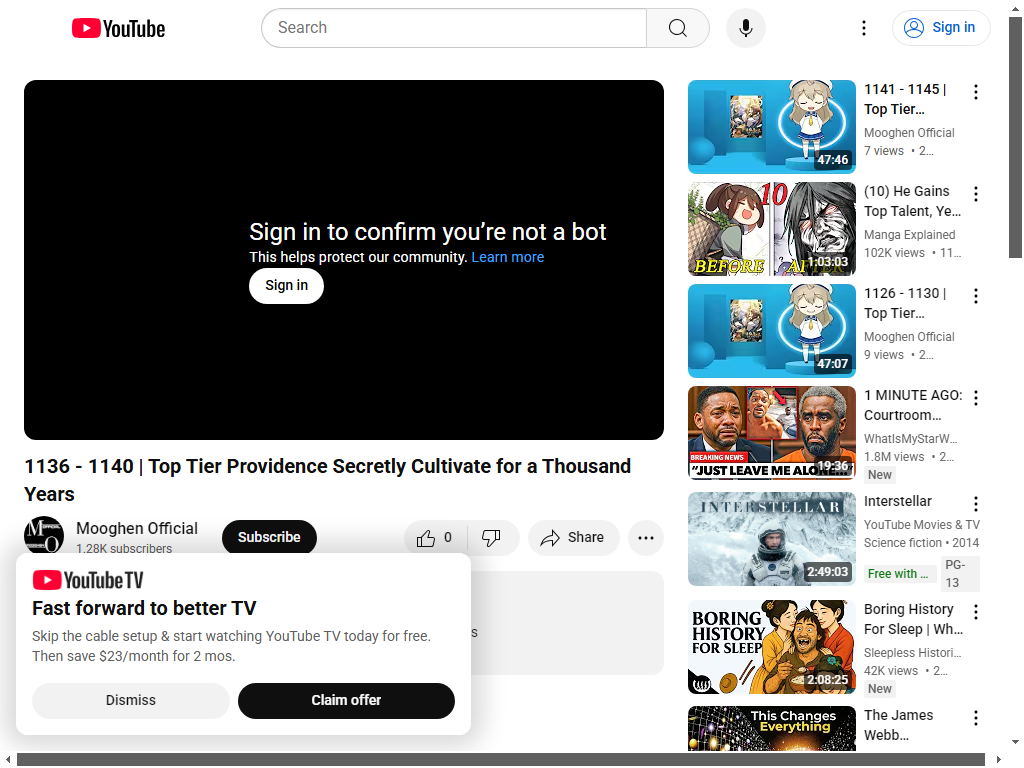 YouTube
Search
Sign in
Sign in to confirm you’re not a bot
This helps protect our community. Learn more
Sign in
1136 - 1140 | Top Tier Providence Secretly Cultivate for a Thousand
Years
Mooghen Official
1.28K subscribers
Subscribe
0
Share
s
YouTube TV
Fast forward to better TV
Skip the cable setup & start watching YouTube TV today for free.
Then save $23/month for 2 mos.
Dismiss
Claim offer
47:46
1141 - 1145 |
Top Tier…
Mooghen Official
7 views • 2…
10
BEFORE
AFTER
1:03:03
(10) He Gains
Top Talent, Ye…
Manga Explained
102K views • 11…
47:07
1126 - 1130 |
Top Tier…
Mooghen Official
9 views • 2…
BREAKING NEWS
"JUST LEAVE ME ALONE..."
19:36
1 MINUTE AGO:
Courtroom…
WhatIsMyStarW…
1.8M views • 2…
New
INTERSTELLAR
2:49:03
Interstellar
YouTube Movies & TV
Science fiction • 2014
Free with …
PG-
13
BORING
HISTORY
FOR SLEEP
2:08:25
Boring History
For Sleep | Wh…
Sleepless Histori…
42K views • 2…
New
This Changes
Everything
The James
Webb…